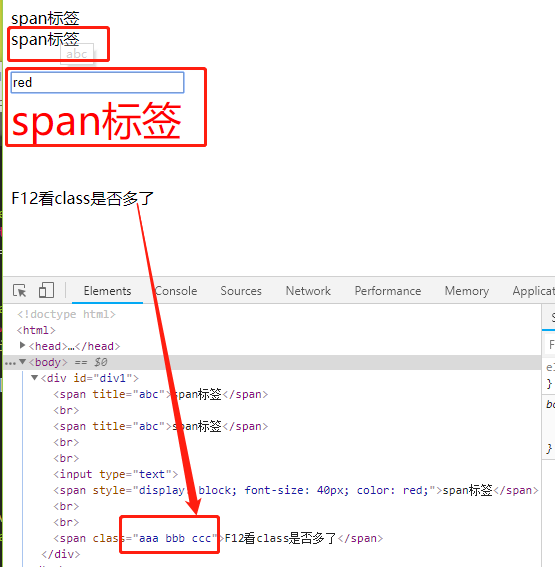 span标签
span标签
abc
red
span标签
F12看class是否多了
Elements Console Sources Network Performance Memory Applicat
<!doctype html>
<html>
<head>…</head>
<body> == $0
<div id="div1">
<span title="abc">span标签</span>
<br>
<span title="abc">span标签</span>
<br>
<br>
<input type="text">
<span style="display: block; font-size: 40px; color: red;">span标签</span>
<br>
<br>
<span class="aaa bbb ccc">F12看class是否多了</span>
</div>
S
F
e
}
bo
}